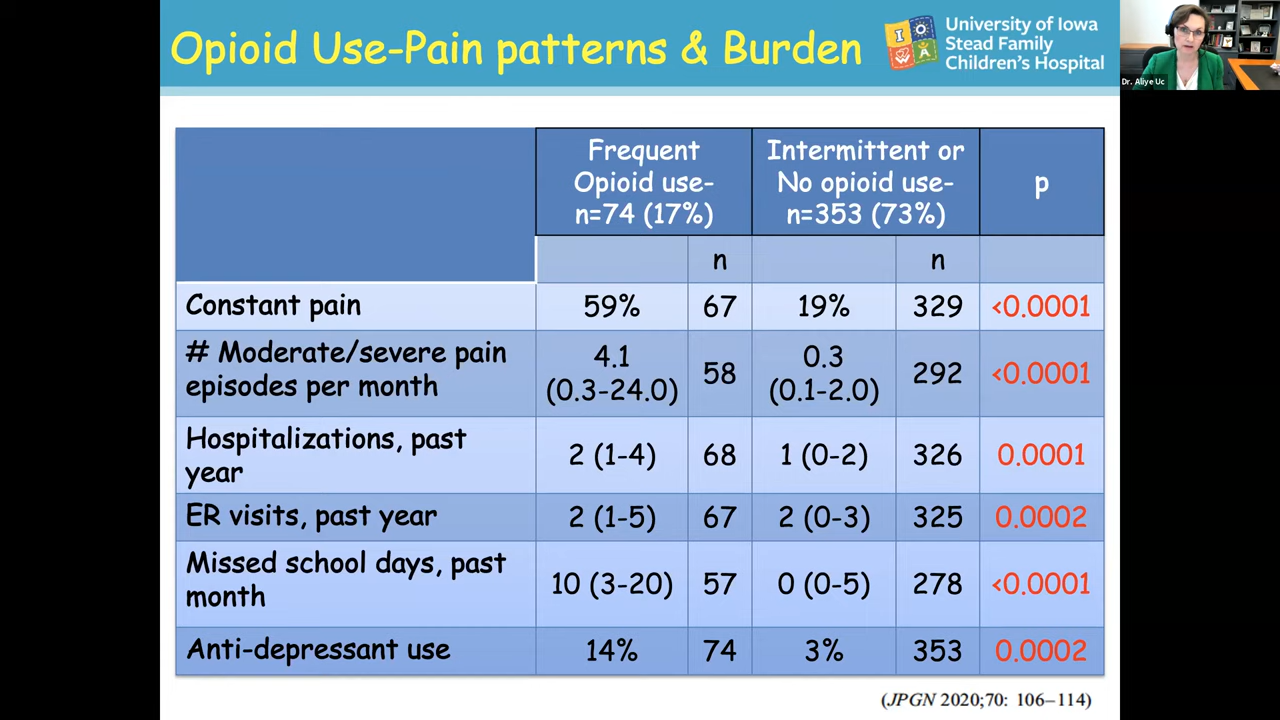 Opioid Use-Pain patterns & Burden
University of Iowa
Stead Family
Children's Hospital
I O
W A
Dr. Aliye Uc
Frequent
Opioid use-
n=74 (17%)
Intermittent or
No opioid use-
n=353 (73%)
p
n
n
Constant pain
59%
67
19%
329
<0.0001
# Moderate/severe pain
episodes per month
4.1
(0.3-24.0)
58
0.3
(0.1-2.0)
292
<0.0001
Hospitalizations, past
year
2 (1-4)
68
1 (0-2)
326
0.0001
ER visits, past year
2 (1-5)
67
2 (0-3)
325
0.0002
Missed school days, past
month
10 (3-20)
57
0 (0-5)
278
<0.0001
Anti-depressant use
14%
74
3%
353
0.0002
(JPGN 2020;70: 106–114)